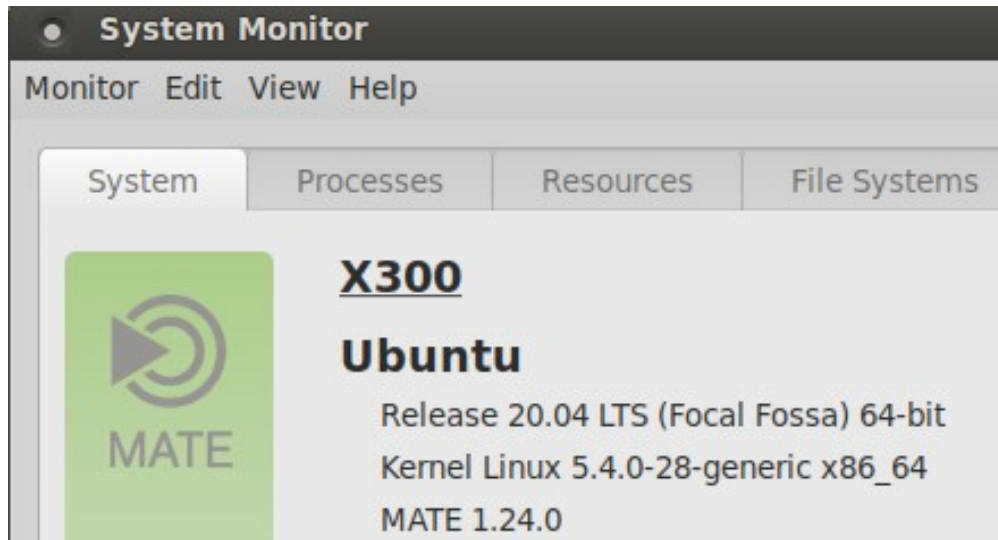 System Monitor
Monitor Edit View Help
System Processes Resources File Systems
X300
Ubuntu
Release 20.04 LTS (Focal Fossa) 64-bit
Kernel Linux 5.4.0-28-generic x86_64
MATE 1.24.0
MATE